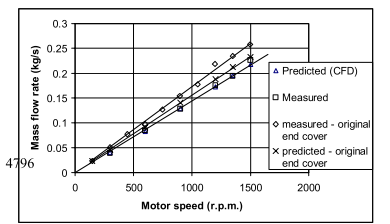 0.3
0.25
0.2
0.15
0.1
0.05
0
Mass flow rate (kg/s)
4796
0 500 1000 1500 2000
Motor speed (r.p.m.)
Predicted (CFD)
Measured
measured - original
end cover
predicted - original
end cover